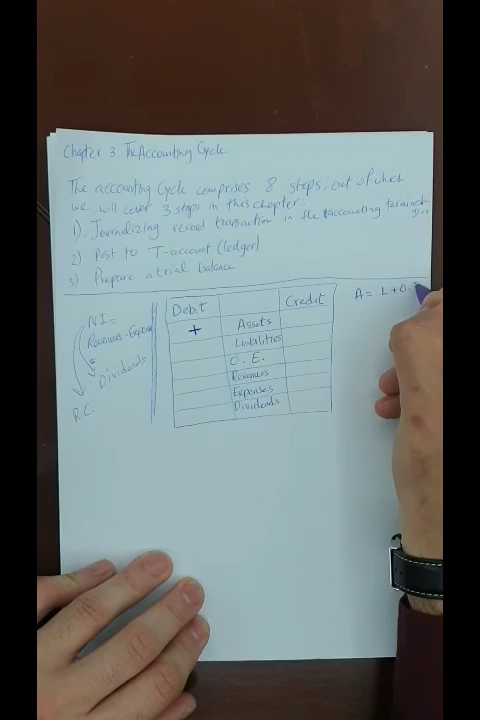 Chapter 3: The Accounting Cycle
The accounting Cycle comprises 8 steps, out of which
we will cover 3 steps in this chapter:
1). Journalizing: record transaction in the accounting
2) Post to T-account (ledger)
3) Prepare a trial balance
Debit Credit
+ Assets
Liabilities
O. E.
Revenues
Expenses
Dividends
NI =
Revenues - Expenses
Dividends
R.E.
A = L + O.E